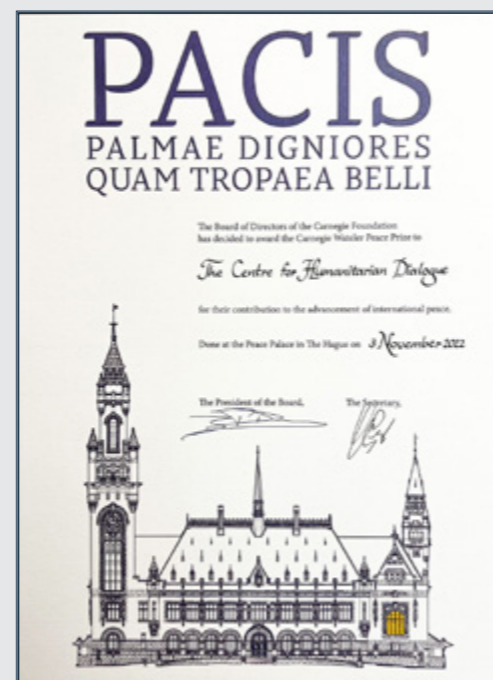 PACIS
PALMAE DIGNIORES
QUAM TROPAEA BELLI
The Board of Directors of the Carnegie Foundation
has decided to award the Carnegie Wateler Peace Prize to
The Centre for Humanitarian Dialogue
for their contribution to the advancement of international peace.
Done at the Peace Palace in The Hague on 3 November 2022
The President of the Board, The Secretary,